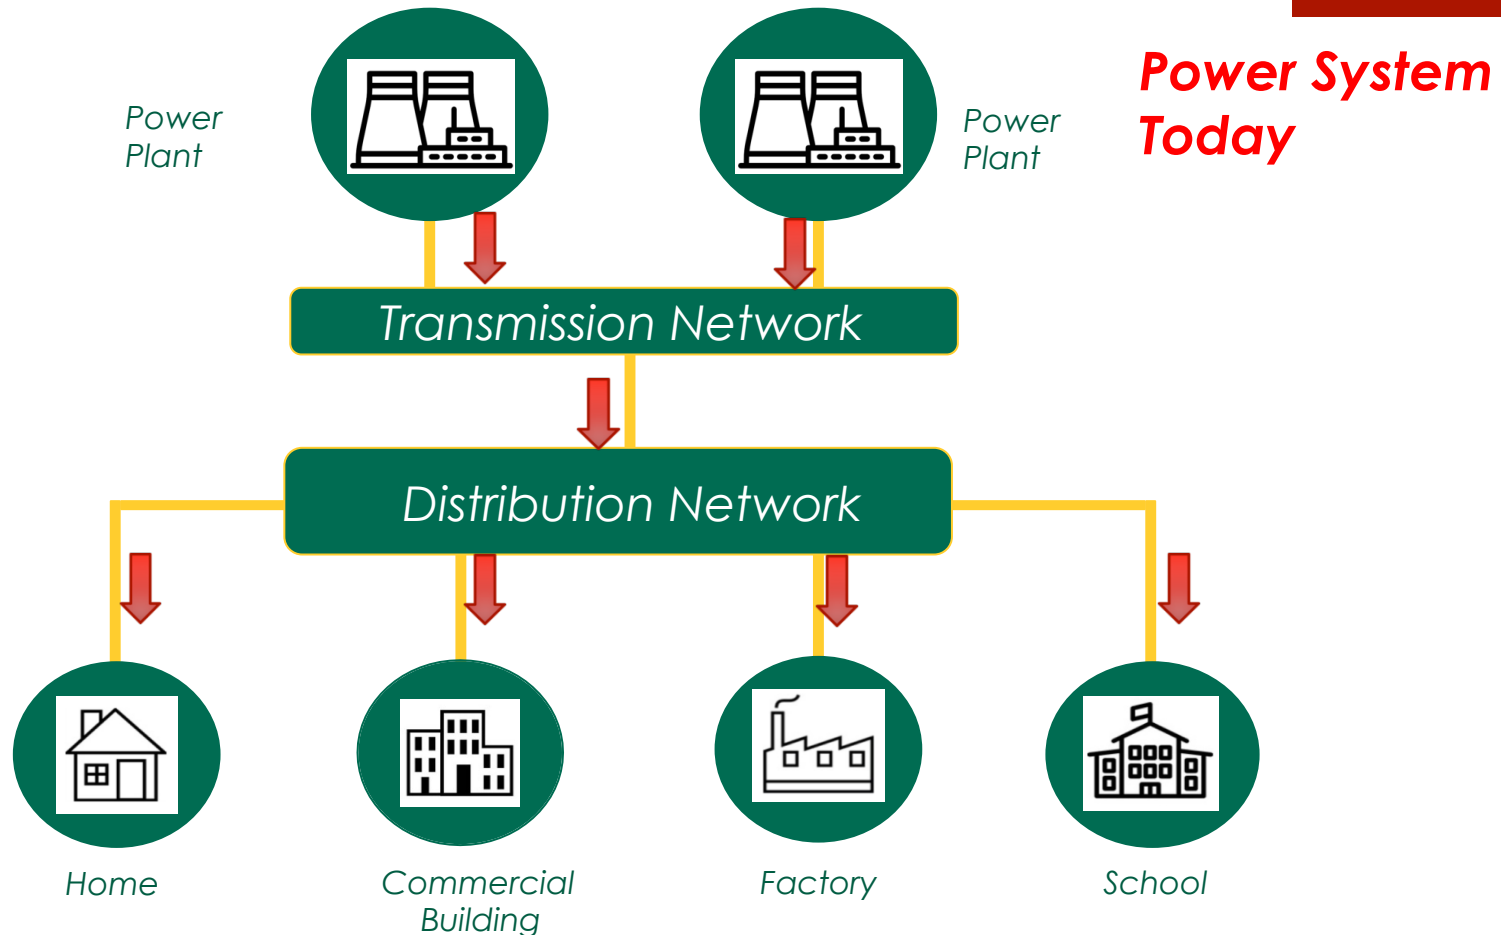 Power System
Today
Power
Plant
Power
Plant
Transmission Network
Distribution Network
Home
Commercial
Building
Factory
School